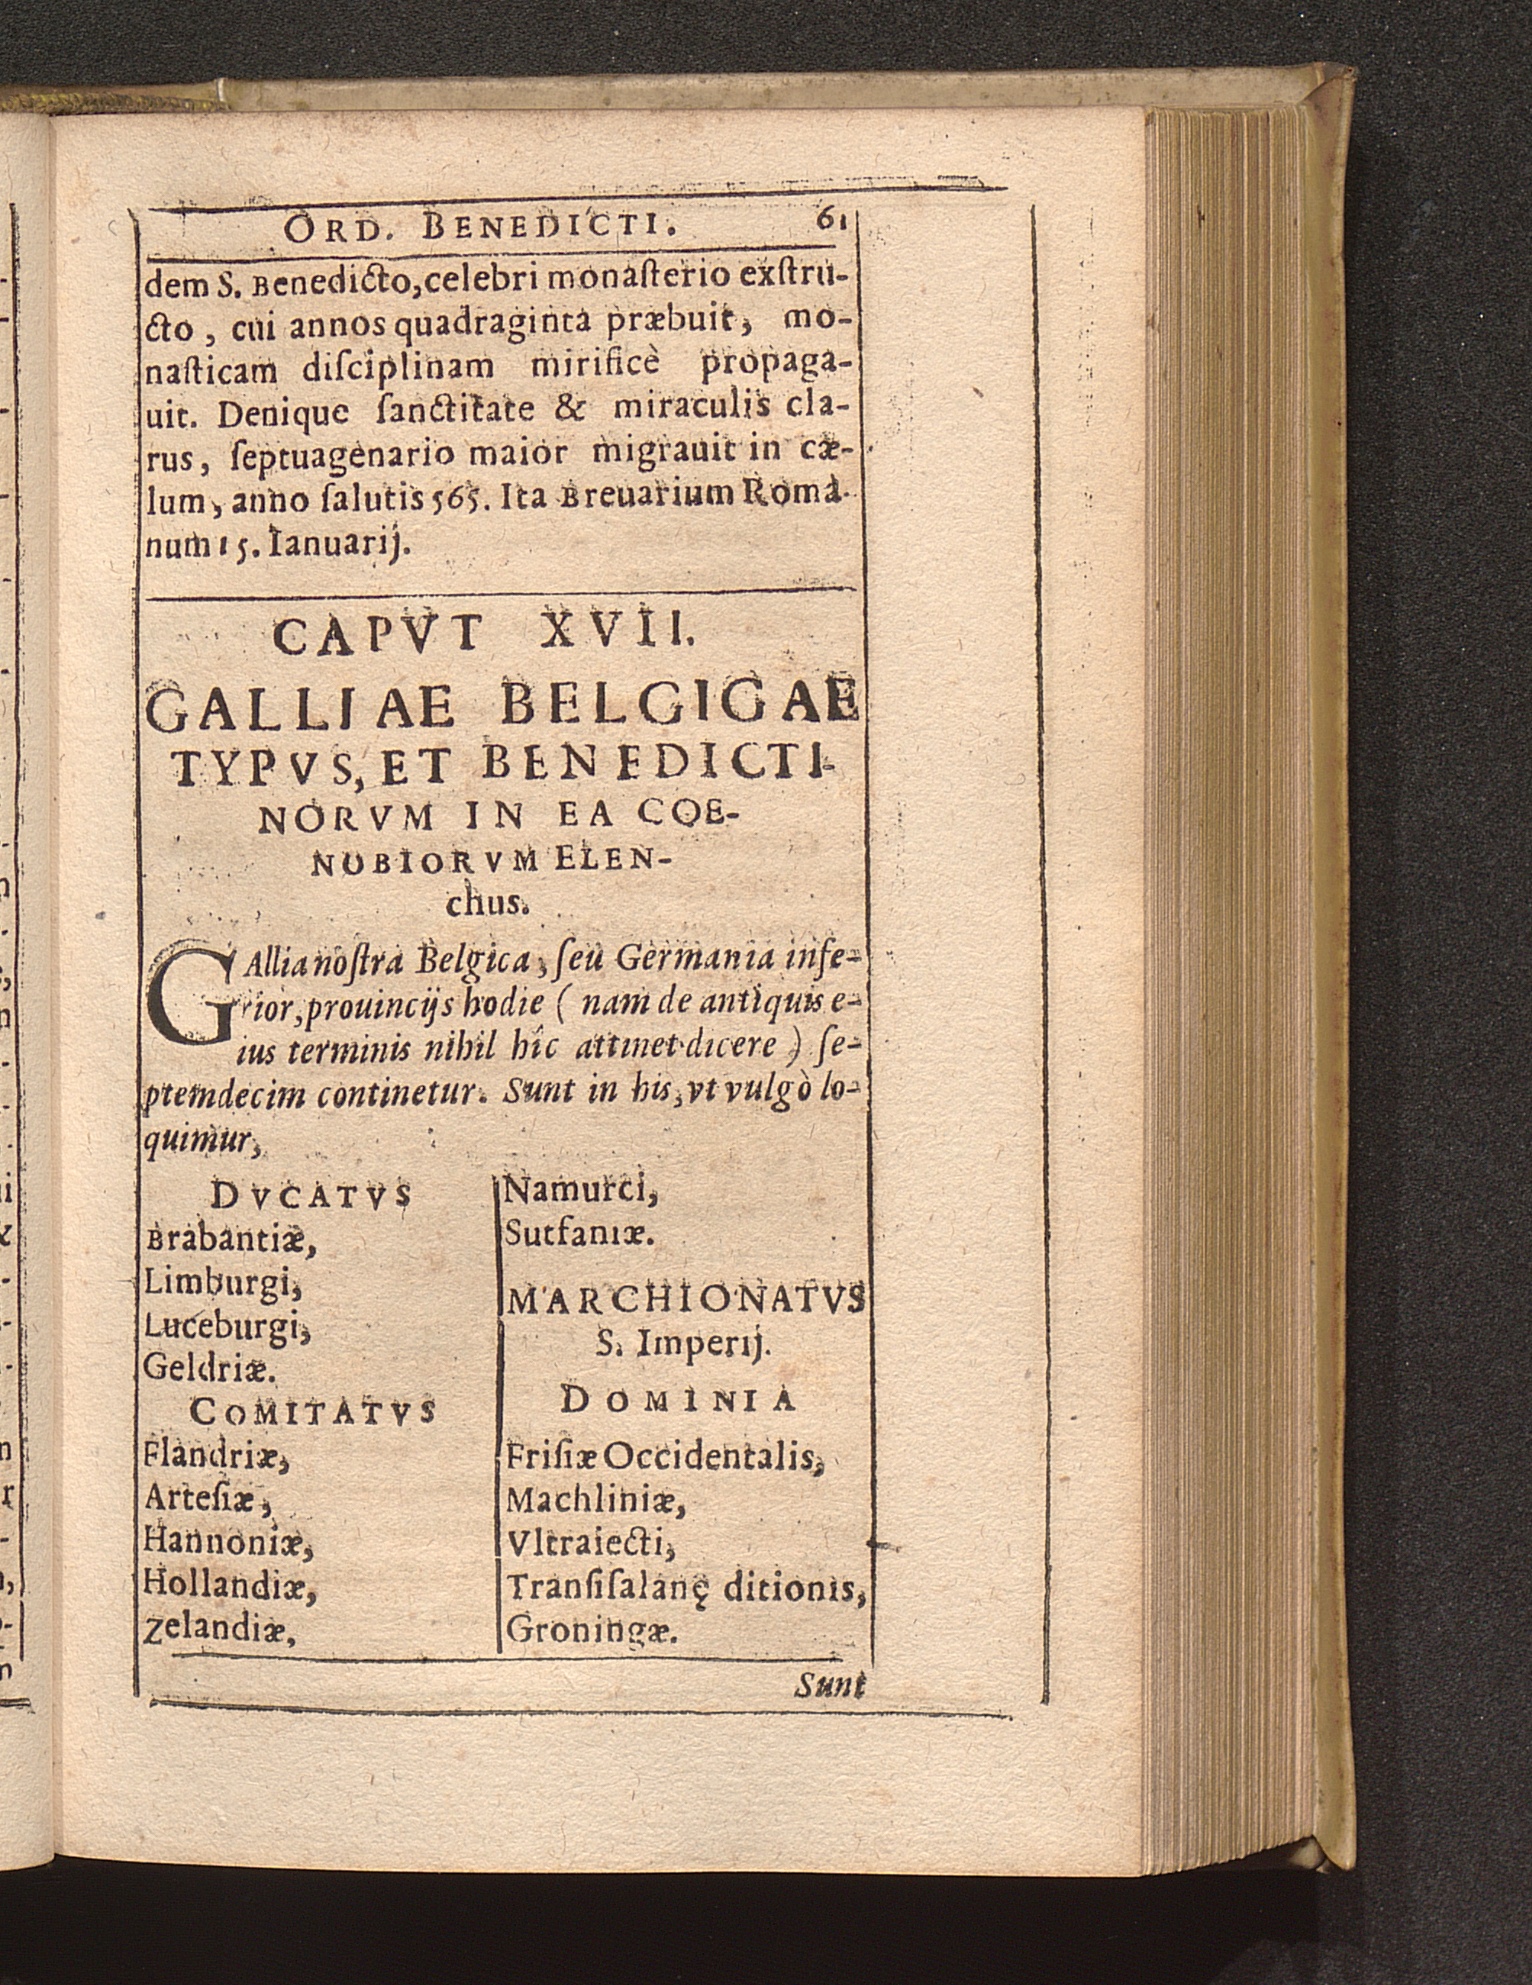 ORD. BENEDICTI. 61
dem S. Benedicto, celebri monaſterio exſtru-
cto, cui annos quadraginta præbuit, mo-
naſticam diſciplinam mirificè propaga-
uit. Denique ſanctitate & miraculis cla-
rus, ſeptuagenario maior migrauit in cæ-
lum, anno ſalutis 565. Ita Breuarium Roma-
num 15. Ianuarij.
CAPVT XVII.
GALLIAE BELGIGAE
TYPVS, ET BENEDICTI-
NORVM IN EA COE-
NOBIORVM ELEN-
chus.
GAllia noſtra Belgica, ſeu Germania infe-
rior, prouincijs hodie (nam de antiquis e-
ius terminis nihil hîc attinet dicere) ſe-
ptemdecim continetur. Sunt in his, vt vulgò lo-
quimur,
DVCATVS
Brabantiæ,
Limburgi,
Luceburgi,
Geldriæ.
COMITATVS
Flandriæ,
Arteſiæ,
Hannoniæ,
Hollandiæ,
Zelandiæ,
Namurci,
Sutfaniæ.
MARCHIONATVS
S. Imperij.
DOMINIA
Friſiæ Occidentalis,
Machliniæ,
Vltraiecti,
Tranſiſalanę ditionis,
Groningæ.
Sunt